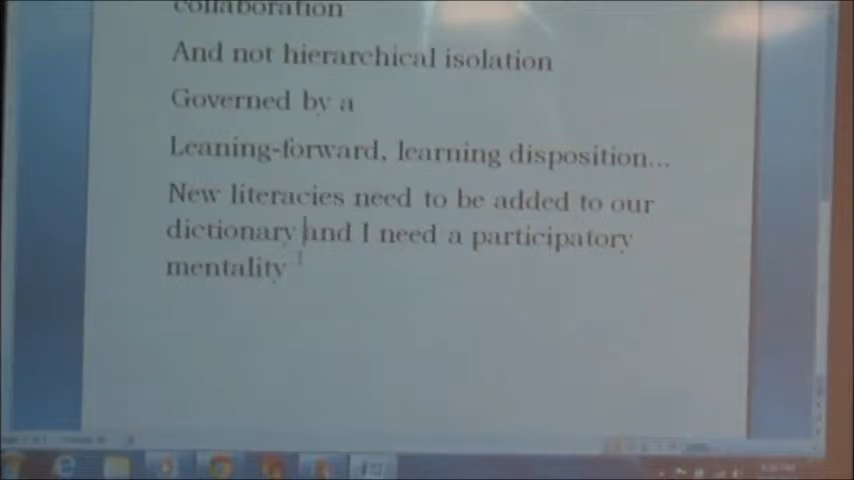 collaboration
And not hierarchical isolation
Governed by a
Leaning-forward, learning disposition...
New literacies need to be added to our
dictionary and I need a participatory
mentality